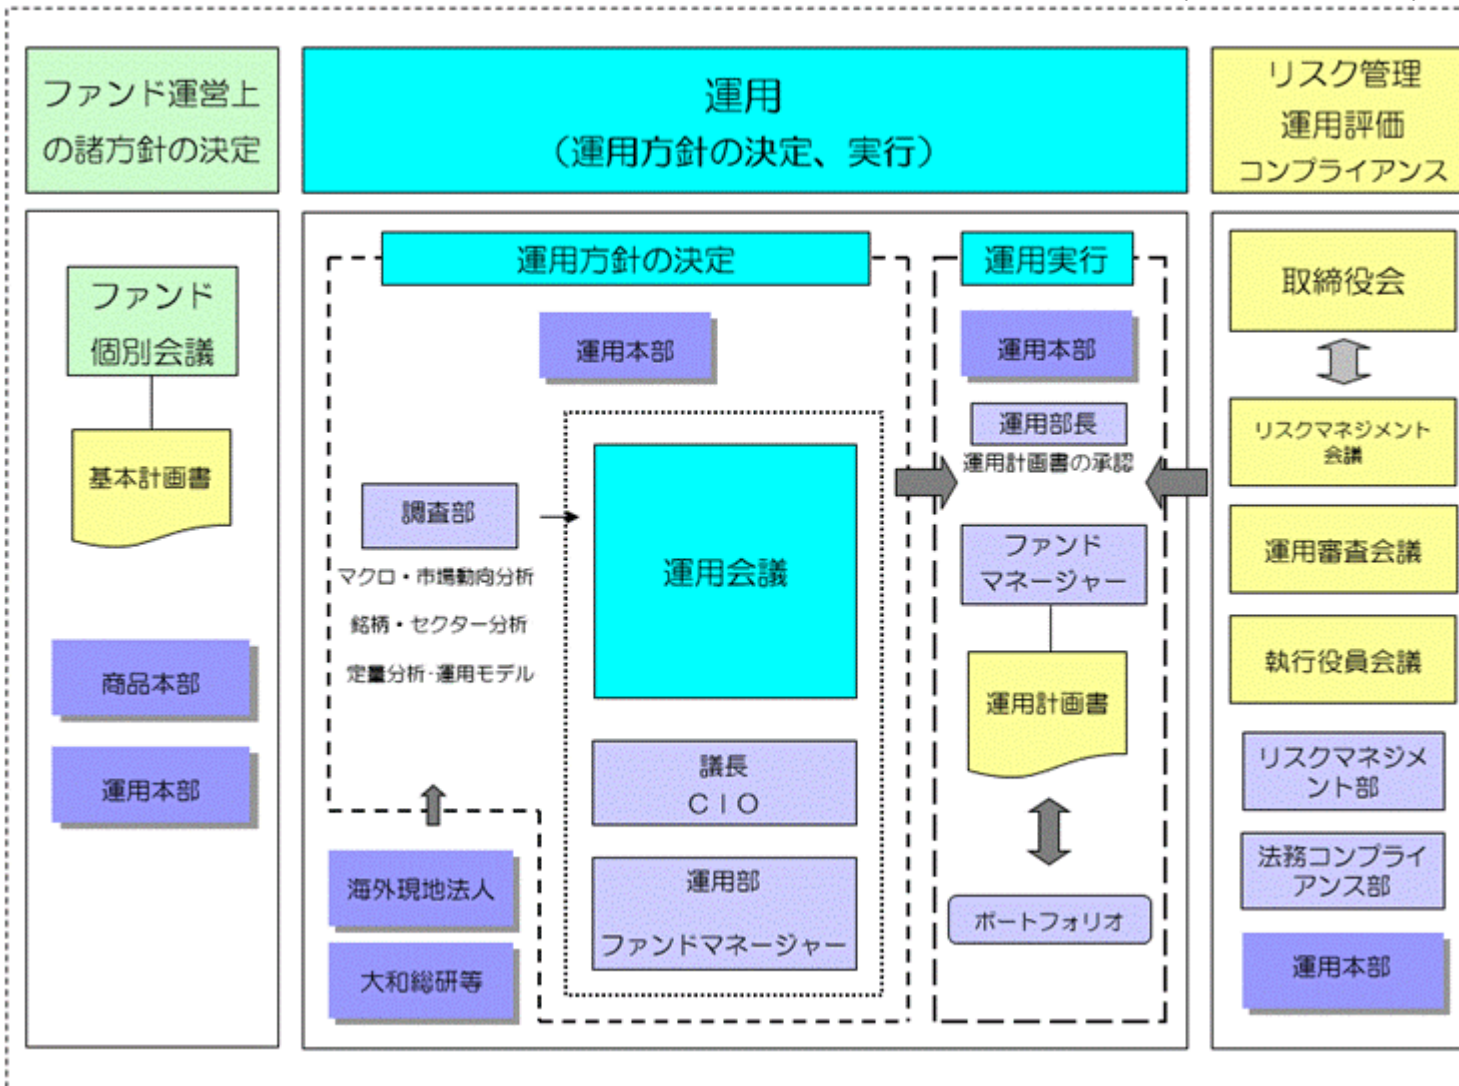 ファンド運営上
の諸方針の決定
運用
（運用方針の決定、実行）
リスク管理
運用評価
コンプライアンス
ファンド
個別会議
基本計画書
商品本部
運用本部
運用方針の決定
運用本部
調査部
マクロ・市場動向分析
銘柄・セクター分析
定量分析･運用モデル
運用会議
議長
ＣＩＯ
運用部
ファンドマネージャー
海外現地法人
大和総研等
運用実行
運用本部
運用部長
運用計画書の承認
ファンド
マネージャー
運用計画書
ポートフォリオ
取締役会
リスクマネジメント
会議
運用審査会議
執行役員会議
リスクマネジメ
ント部
法務コンプライ
アンス部
運用本部